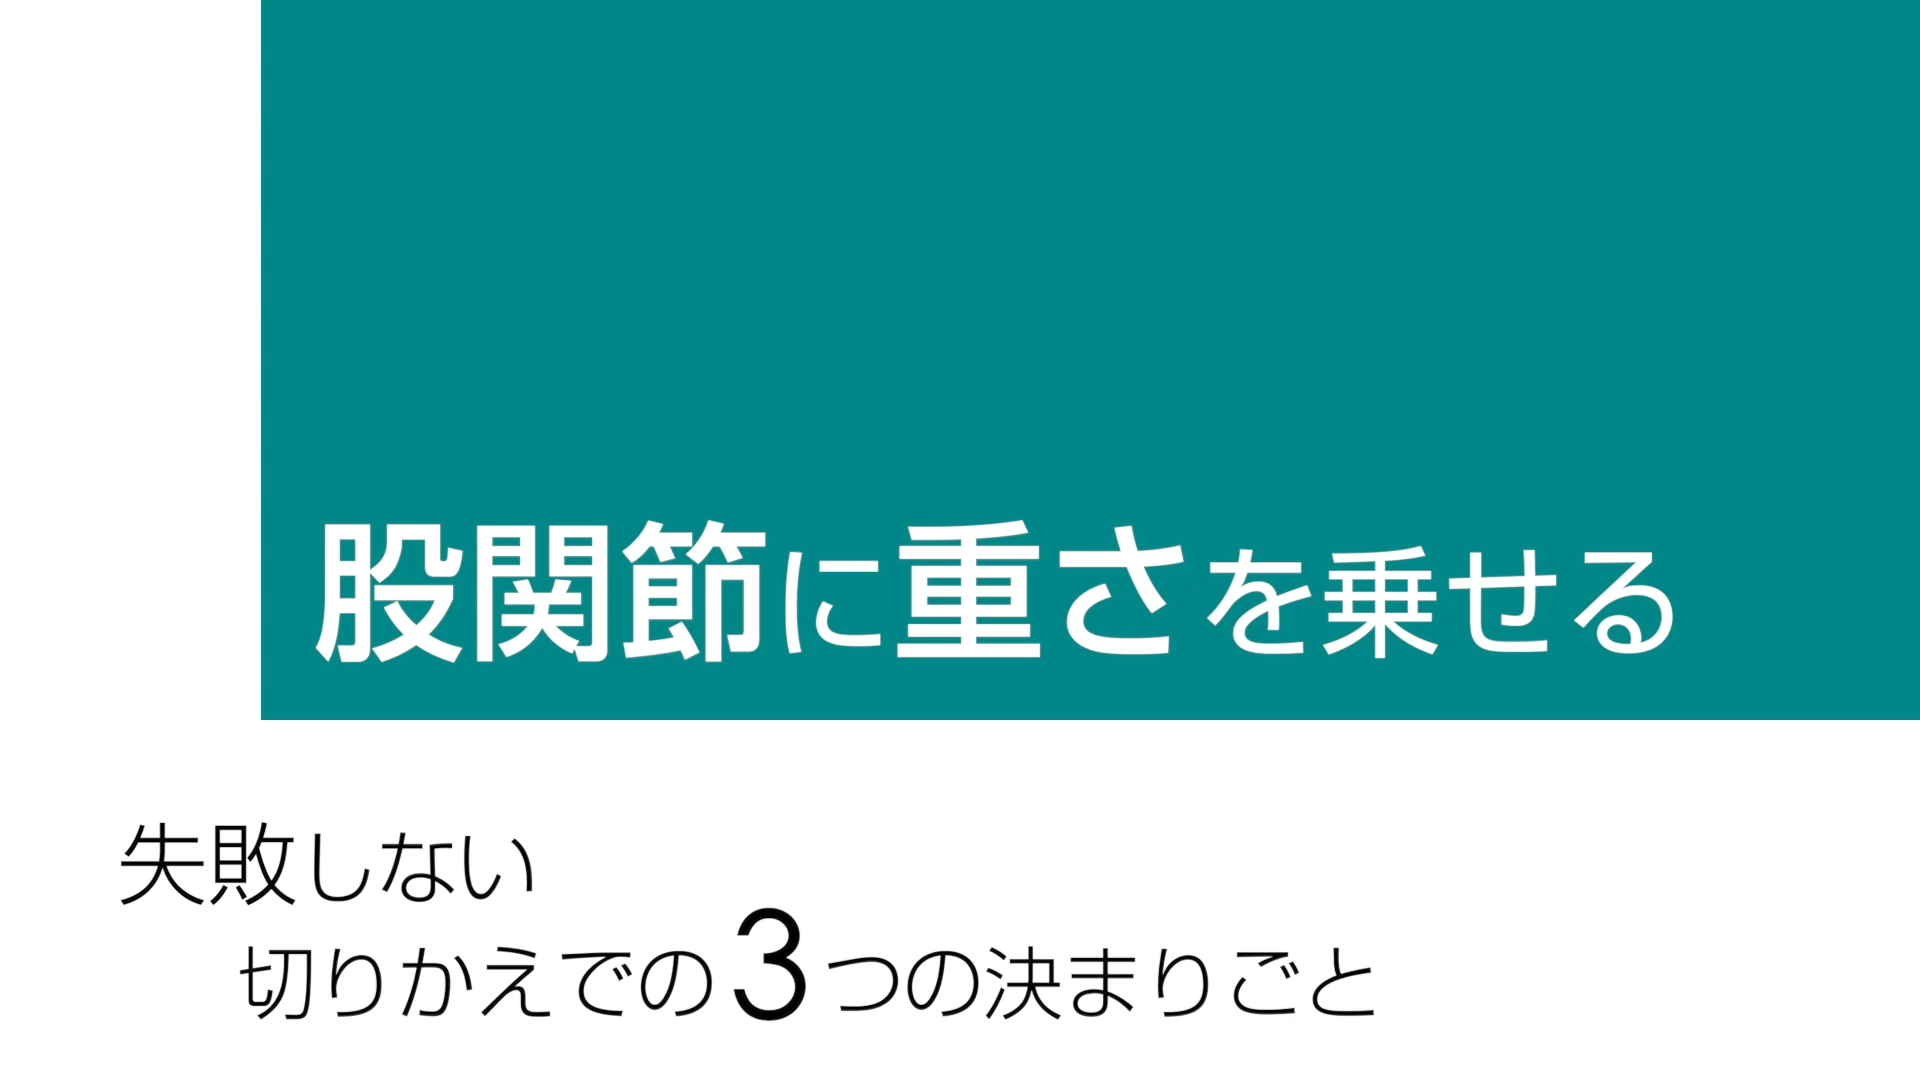 股関節に重さを乗せる
失敗しない
切りかえでの3つの決まりごと